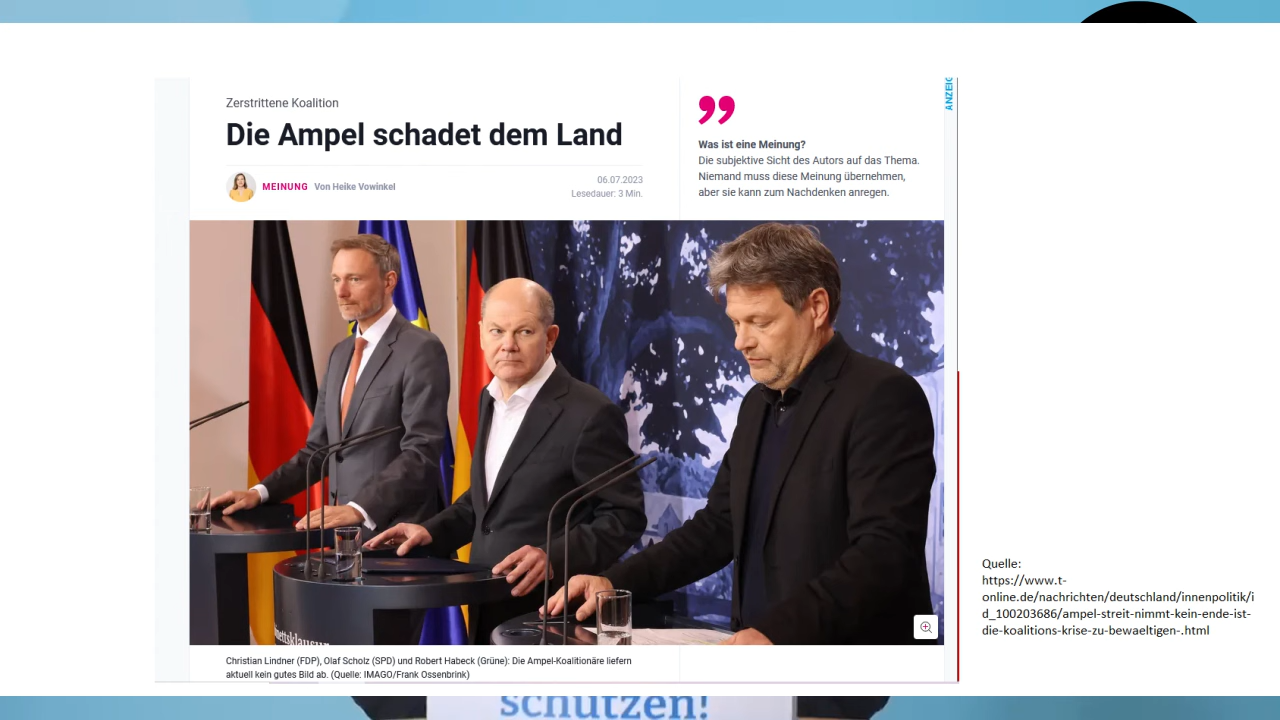 Zerstrittene Koalition
Die Ampel schadet dem Land
MEINUNG Von Heike Vowinkel
06.07.2023
Lesedauer: 3 Min.
Was ist eine Meinung?
Die subjektive Sicht des Autors auf das Thema.
Niemand muss diese Meinung übernehmen,
aber sie kann zum Nachdenken anregen.
Christian Lindner (FDP), Olaf Scholz (SPD) und Robert Habeck (Grüne): Die Ampel-Koalitionäre liefern
aktuell kein gutes Bild ab. (Quelle: IMAGO/Frank Ossenbrink)
Quelle:
https://www.t-
online.de/nachrichten/deutschland/innenpolitik/i
d_100203686/ampel-streit-nimmt-kein-ende-ist-
die-koalitions-krise-zu-bewaeltigen-.html
schützen!